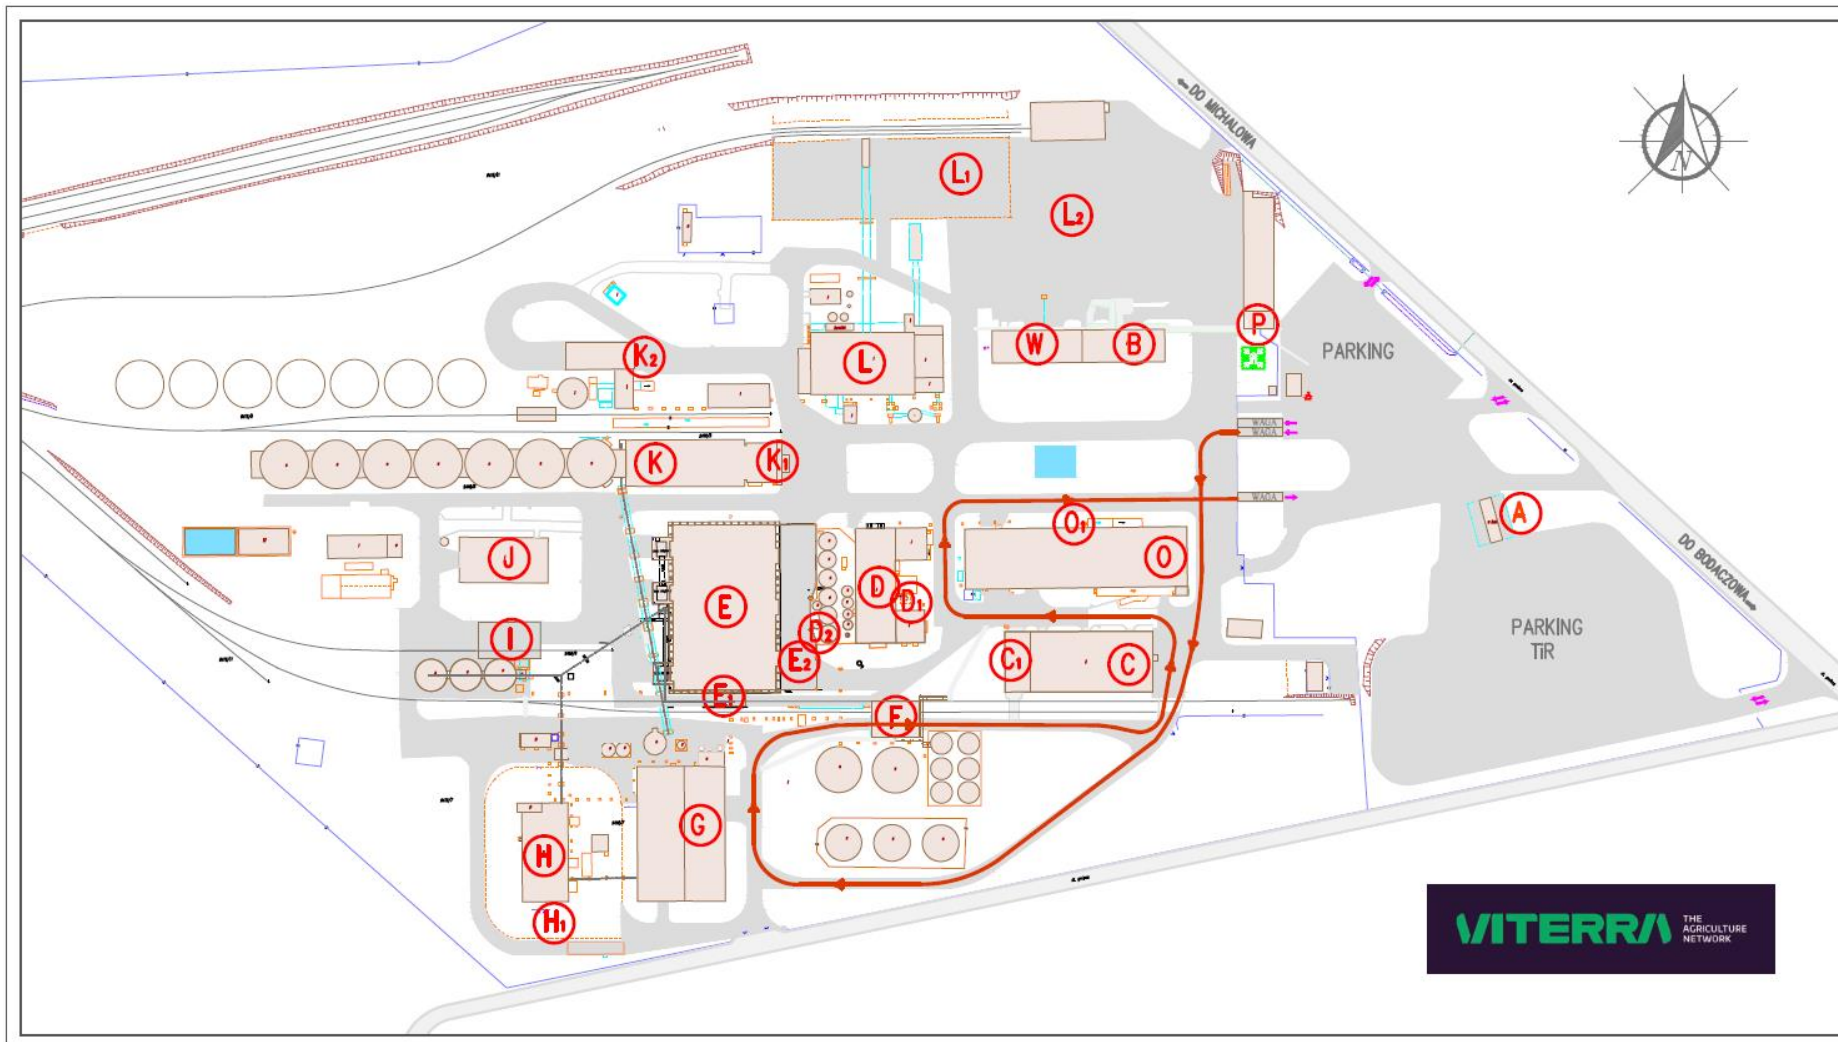 DO MICHALOWA
N
L1
L2
P
PARKING
K2
L
W
B
WAGA
WAGA
K
K1
WAGA
A
O1
O
J
DO BODACZOWA
E
D
D1
D2
I
E2
C1
C
PARKING
TiR
E1
F
G
H
H1
VITERRA
THE
AGRICULTURE
NETWORK